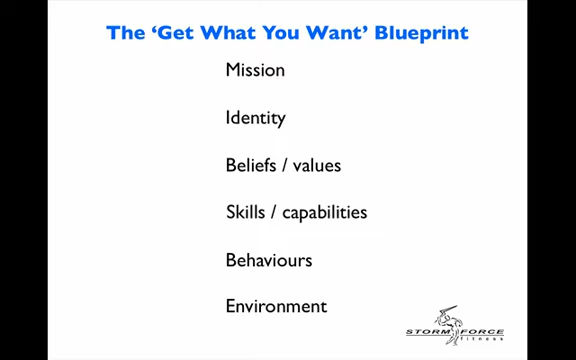 The ‘Get What You Want’ Blueprint
Mission
Identity
Beliefs / values
Skills / capabilities
Behaviours
Environment
STORM FORCE
fitness